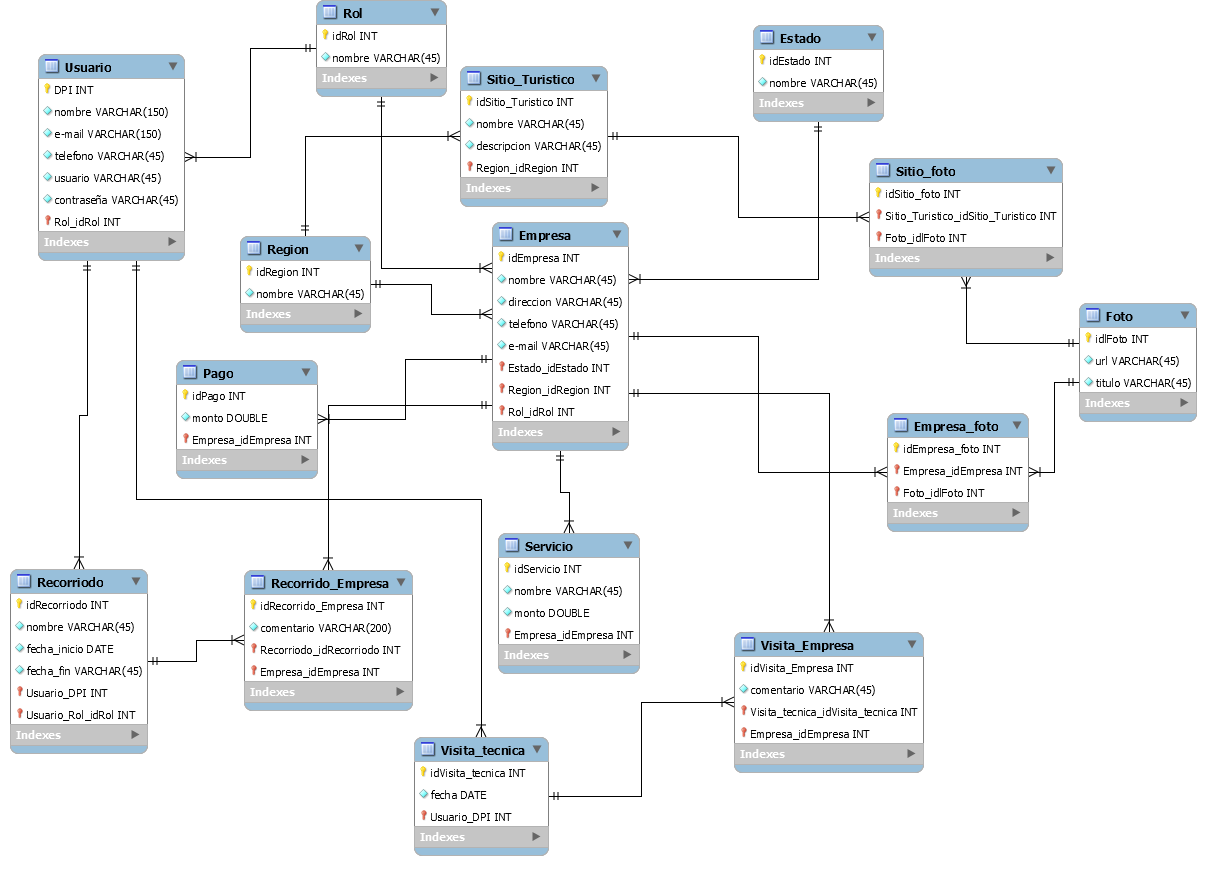 Rol
idRol INT
nombre VARCHAR(45)
Indexes
Estado
idEstado INT
nombre VARCHAR(45)
Indexes
Usuario
DPI INT
nombre VARCHAR(150)
e-mail VARCHAR(150)
telefono VARCHAR(45)
usuario VARCHAR(45)
contraseña VARCHAR(45)
Rol_idRol INT
Indexes
Sitio_Turistico
idSitio_Turistico INT
nombre VARCHAR(45)
descripcion VARCHAR(45)
Region_idRegion INT
Indexes
Sitio_foto
idSitio_foto INT
Sitio_Turistico_idSitio_Turistico INT
Foto_idlFoto INT
Indexes
Region
idRegion INT
nombre VARCHAR(45)
Indexes
Empresa
idEmpresa INT
nombre VARCHAR(45)
direccion VARCHAR(45)
telefono VARCHAR(45)
e-mail VARCHAR(45)
Estado_idEstado INT
Region_idRegion INT
Rol_idRol INT
Indexes
Foto
idlFoto INT
url VARCHAR(45)
titulo VARCHAR(45)
Indexes
Pago
idPago INT
monto DOUBLE
Empresa_idEmpresa INT
Indexes
Empresa_foto
idEmpresa_foto INT
Empresa_idEmpresa INT
Foto_idlFoto INT
Indexes
Servicio
idServicio INT
nombre VARCHAR(45)
monto DOUBLE
Empresa_idEmpresa INT
Indexes
Recorriodo
idRecorriodo INT
nombre VARCHAR(45)
fecha_inicio DATE
fecha_fin VARCHAR(45)
Usuario_DPI INT
Usuario_Rol_idRol INT
Indexes
Recorrido_Empresa
idRecorrido_Empresa INT
comentario VARCHAR(200)
Recorriodo_idRecorriodo INT
Empresa_idEmpresa INT
Indexes
Visita_Empresa
idVisita_Empresa INT
comentario VARCHAR(45)
Visita_tecnica_idVisita_tecnica INT
Empresa_idEmpresa INT
Indexes
Visita_tecnica
idVisita_tecnica INT
fecha DATE
Usuario_DPI INT
Indexes